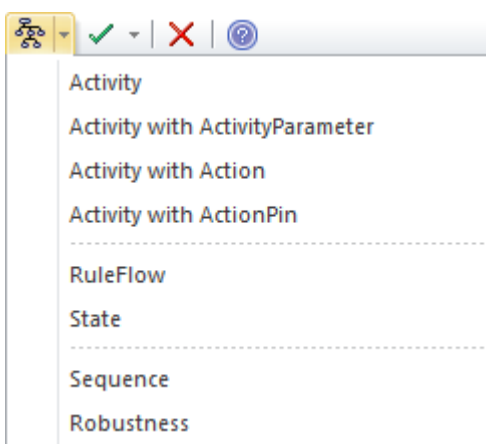 Activity
Activity with ActivityParameter
Activity with Action
Activity with ActionPin
RuleFlow
State
Sequence
Robustness